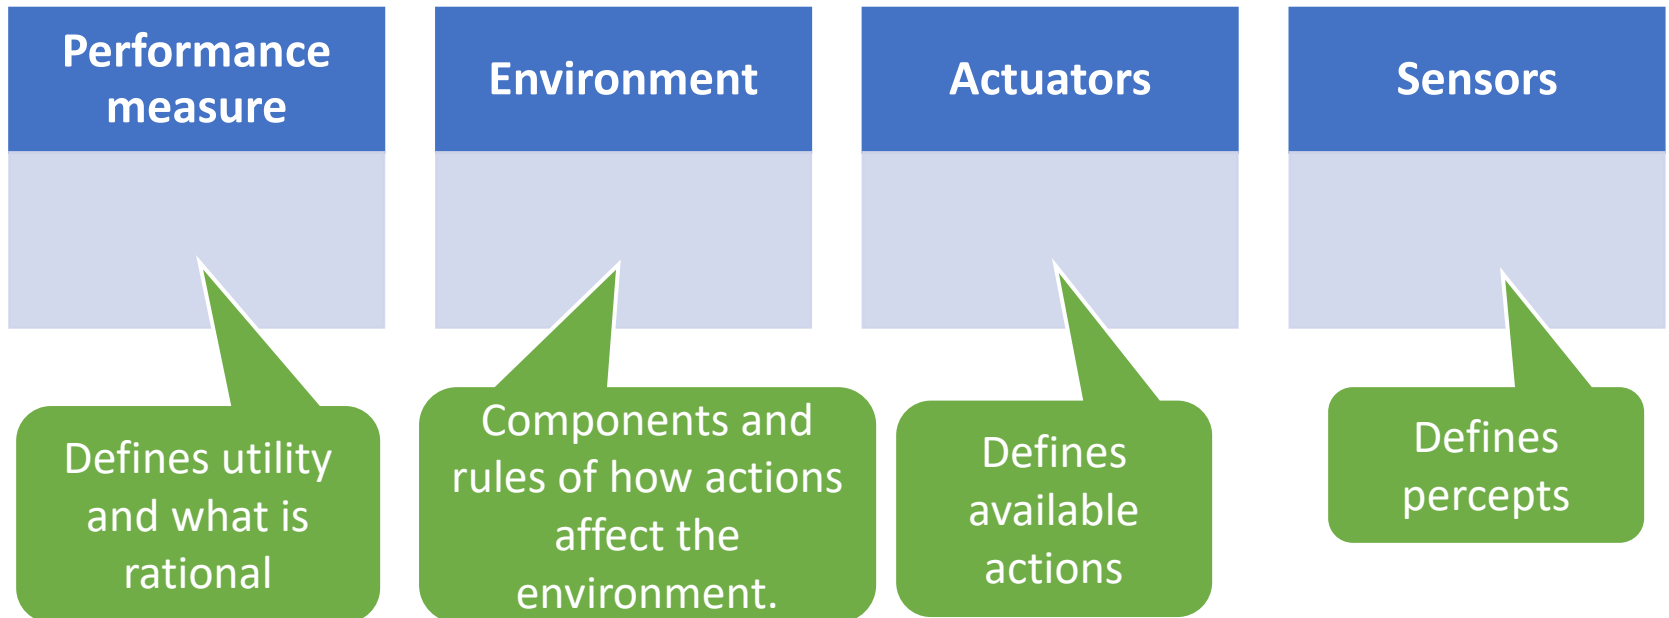 Performance
measure
Environment
Actuators
Sensors
Defines utility
and what is
rational
Components and
rules of how actions
affect the
environment.
Defines
available
actions
Defines
percepts